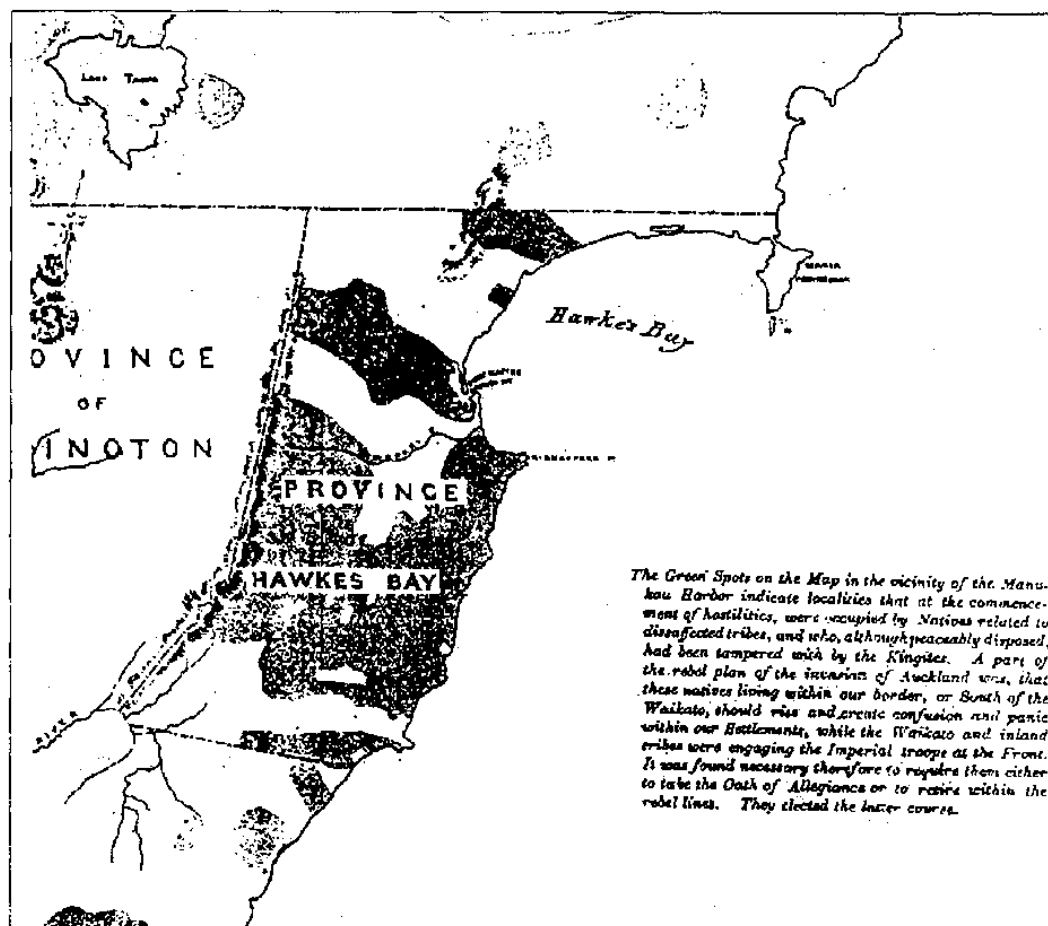 LAKE TAUPO
Hawke's Bay
OVINCE
OF
INGTON
PROVINCE
OF
HAWKES BAY
RIVER
The Green Spots on the Map in the vicinity of the Manu-
kau Harbor indicate localities that at the commence-
ment of hostilities, were occupied by Natives related to
disaffected tribes, and who, although peaceably disposed,
had been tampered with by the Kingites. A part of
the rebel plan of the invasion of Auckland was, that
these natives living within our border, or South of the
Waikato, should rise and create confusion and panic
within our Settlements, while the Waikato and inland
tribes were engaging the Imperial troops at the Front.
It was found necessary therefore to require them either
to take the Oath of Allegiance or to retire within the
rebel lines. They elected the latter course.